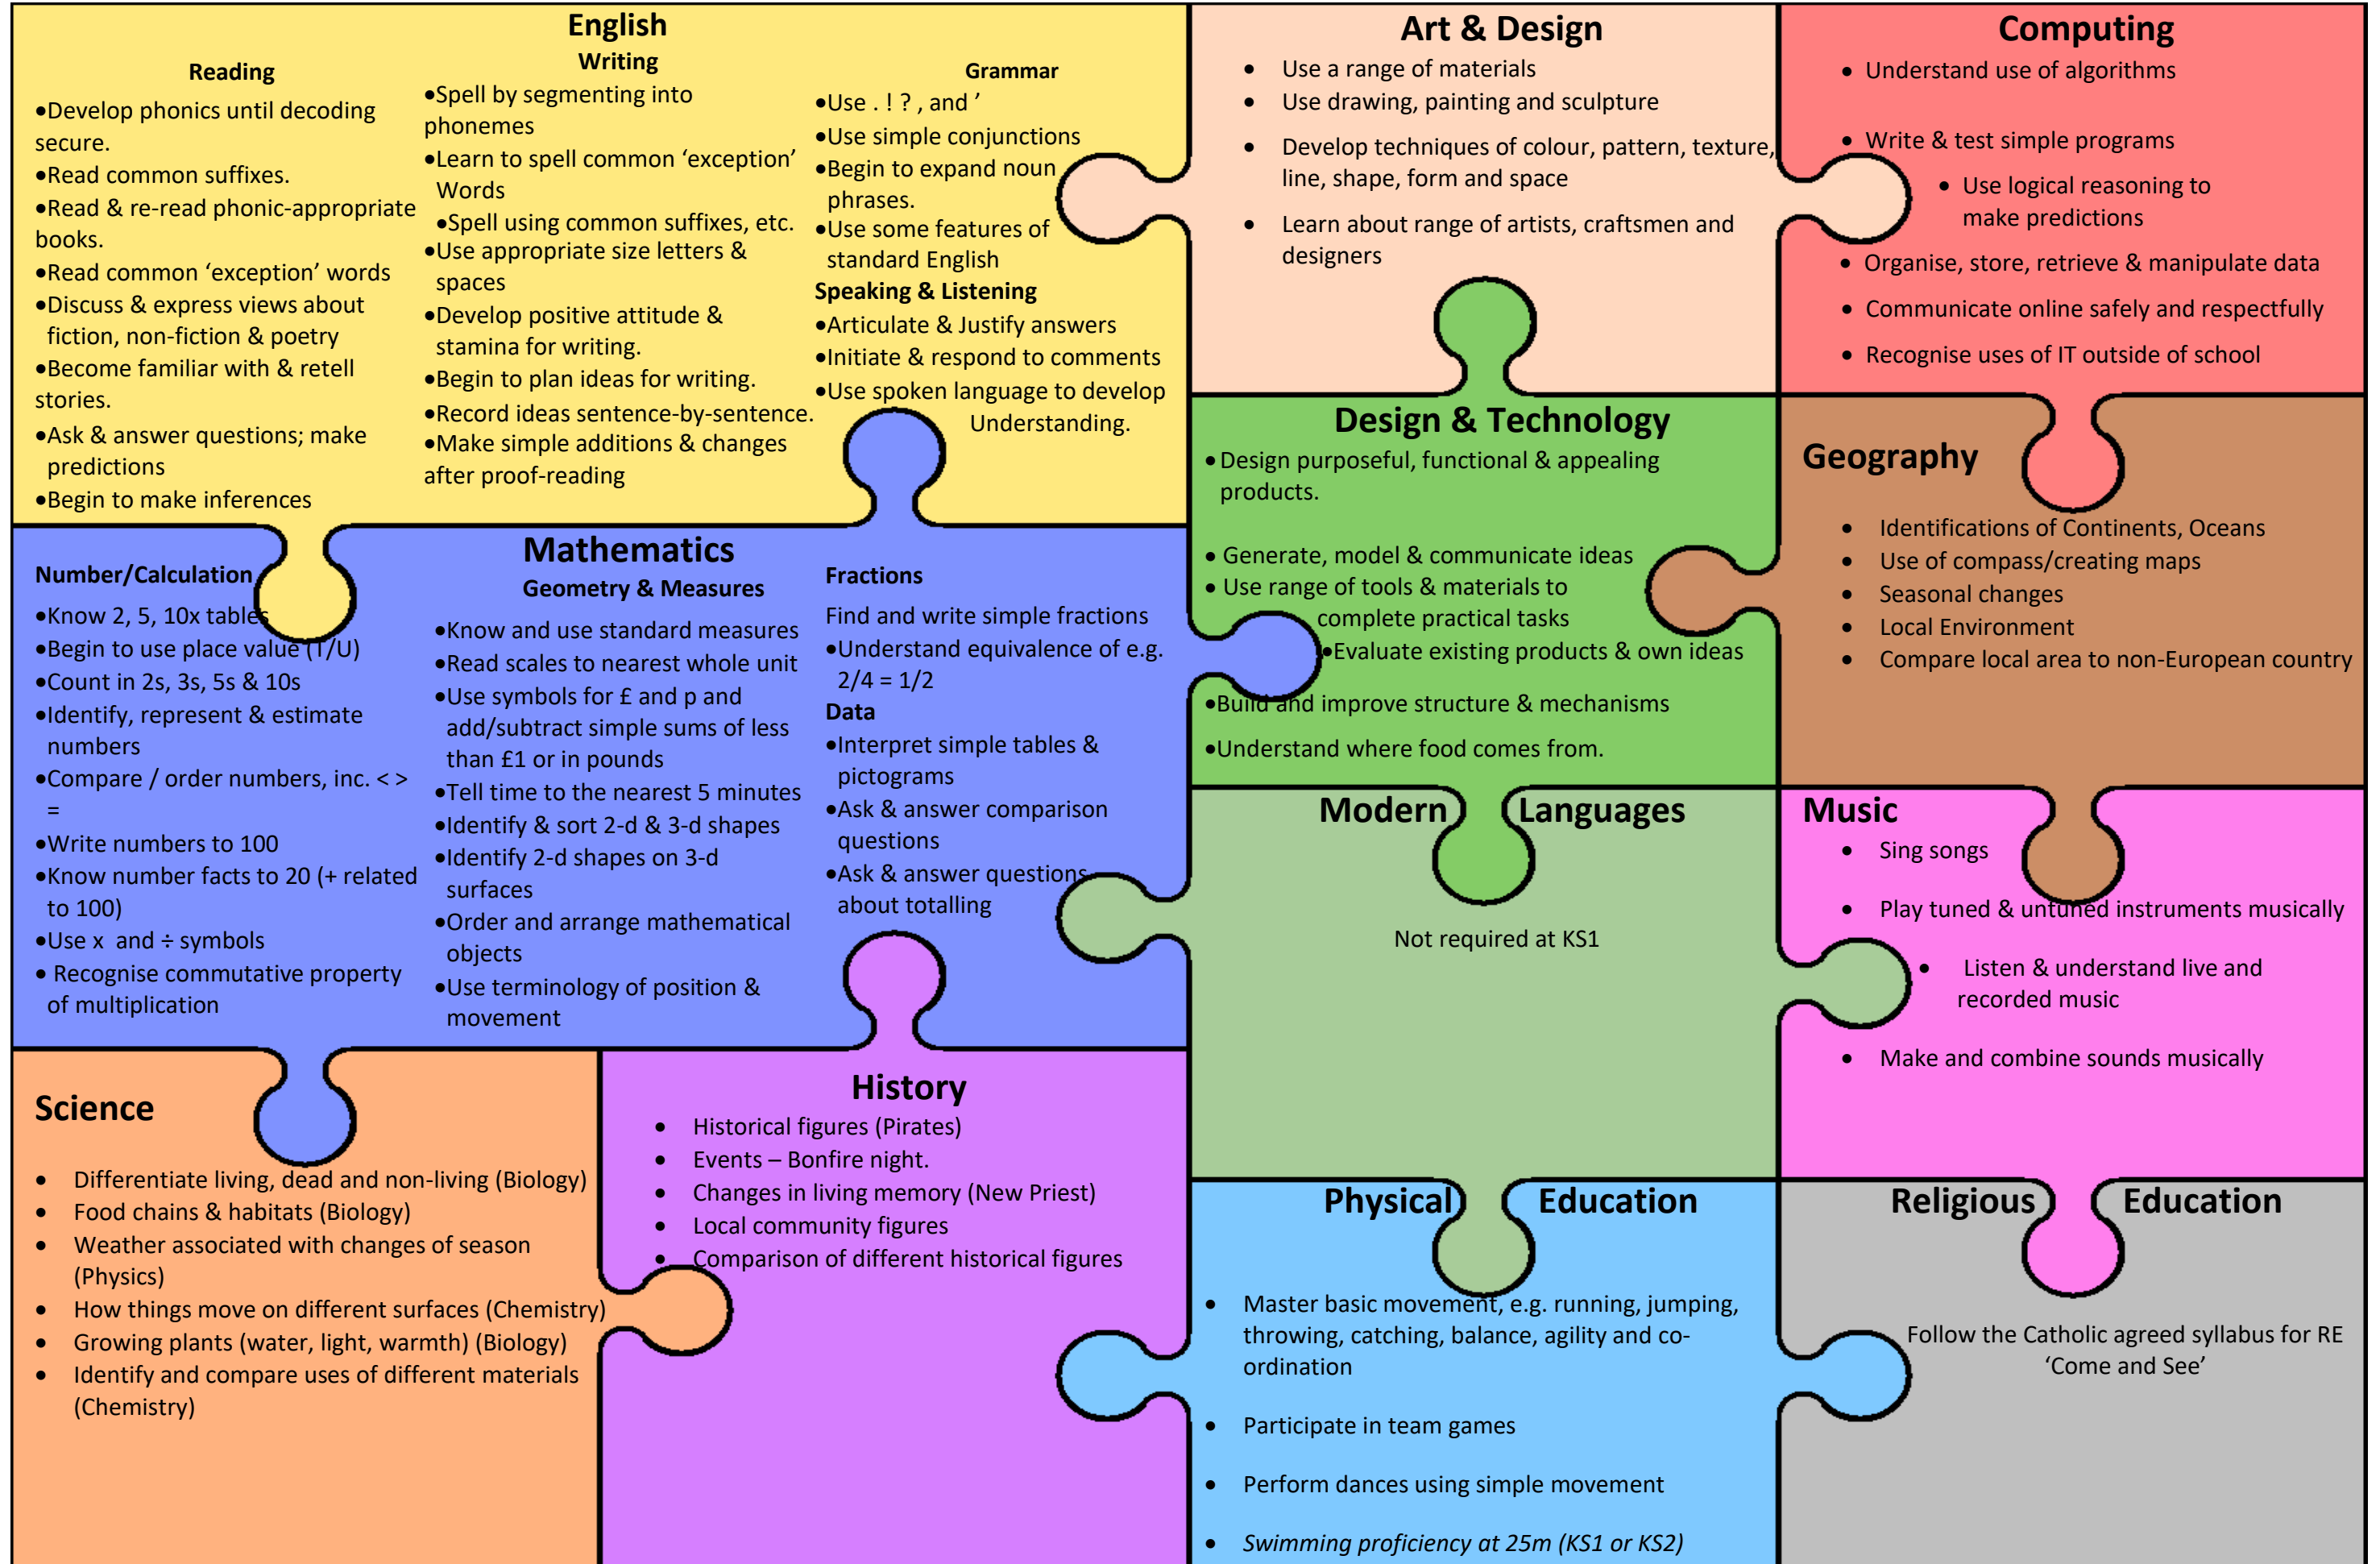 English
Reading
•Develop phonics until decoding
secure.
•Read common suffixes.
•Read & re-read phonic-appropriate
books.
•Read common ‘exception’ words
•Discuss & express views about
fiction, non-fiction & poetry
•Become familiar with & retell
stories.
•Ask & answer questions; make
predictions
•Begin to make inferences
Writing
•Spell by segmenting into
phonemes
•Learn to spell common ‘exception’
Words
•Spell using common suffixes, etc.
•Use appropriate size letters &
spaces
•Develop positive attitude &
stamina for writing.
•Begin to plan ideas for writing.
•Record ideas sentence-by-sentence.
•Make simple additions & changes
after proof-reading
Grammar
•Use . ! ? , and ’
•Use simple conjunctions
•Begin to expand noun
phrases.
•Use some features of
standard English
Speaking & Listening
•Articulate & Justify answers
•Initiate & respond to comments
•Use spoken language to develop
Understanding.
Art & Design
• Use a range of materials
• Use drawing, painting and sculpture
• Develop techniques of colour, pattern, texture,
line, shape, form and space
• Learn about range of artists, craftsmen and
designers
Computing
• Understand use of algorithms
• Write & test simple programs
• Use logical reasoning to
make predictions
• Organise, store, retrieve & manipulate data
• Communicate online safely and respectfully
• Recognise uses of IT outside of school
Design & Technology
•Design purposeful, functional & appealing
products.
• Generate, model & communicate ideas
• Use range of tools & materials to
complete practical tasks
•Evaluate existing products & own ideas
•Build and improve structure & mechanisms
•Understand where food comes from.
Geography
• Identifications of Continents, Oceans
• Use of compass/creating maps
• Seasonal changes
• Local Environment
• Compare local area to non-European country
Mathematics
Number/Calculation
•Know 2, 5, 10x tables
•Begin to use place value (T/U)
•Count in 2s, 3s, 5s & 10s
•Identify, represent & estimate
numbers
•Compare / order numbers, inc. < >
=
•Write numbers to 100
•Know number facts to 20 (+ related
to 100)
•Use x and ÷ symbols
• Recognise commutative property
of multiplication
Geometry & Measures
•Know and use standard measures
•Read scales to nearest whole unit
•Use symbols for £ and p and
add/subtract simple sums of less
than £1 or in pounds
•Tell time to the nearest 5 minutes
•Identify & sort 2-d & 3-d shapes
•Identify 2-d shapes on 3-d
surfaces
•Order and arrange mathematical
objects
•Use terminology of position &
movement
Fractions
Find and write simple fractions
•Understand equivalence of e.g.
2/4 = 1/2
Data
•Interpret simple tables &
pictograms
•Ask & answer comparison
questions
•Ask & answer questions
about totalling
Modern Languages
Not required at KS1
Music
• Sing songs
• Play tuned & untuned instruments musically
• Listen & understand live and
recorded music
• Make and combine sounds musically
Science
• Differentiate living, dead and non-living (Biology)
• Food chains & habitats (Biology)
• Weather associated with changes of season
(Physics)
• How things move on different surfaces (Chemistry)
• Growing plants (water, light, warmth) (Biology)
• Identify and compare uses of different materials
(Chemistry)
History
• Historical figures (Pirates)
• Events – Bonfire night.
• Changes in living memory (New Priest)
• Local community figures
• Comparison of different historical figures
Physical Education
• Master basic movement, e.g. running, jumping,
throwing, catching, balance, agility and co-
ordination
• Participate in team games
• Perform dances using simple movement
• Swimming proficiency at 25m (KS1 or KS2)
Religious Education
Follow the Catholic agreed syllabus for RE
‘Come and See’